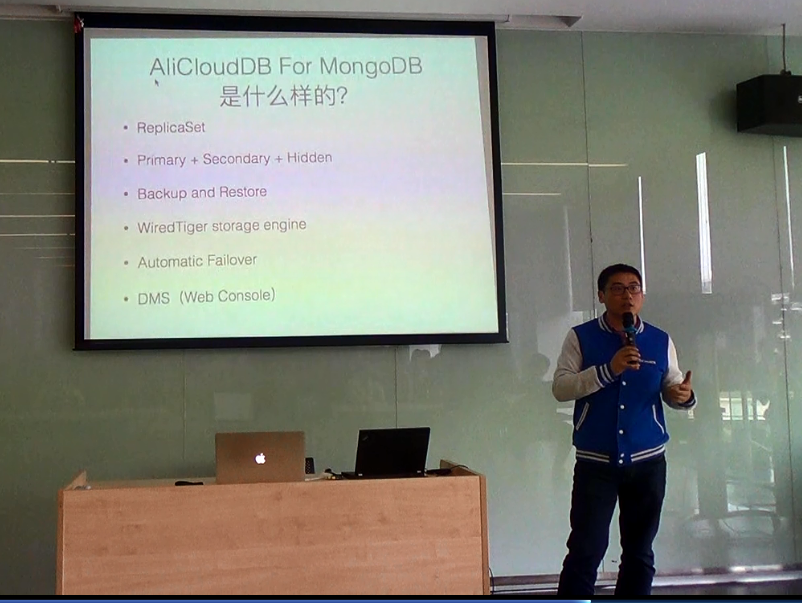 AliCloudDB For MongoDB
是什么样的?
• ReplicaSet
• Primary + Secondary + Hidden
• Backup and Restore
• WiredTiger storage engine
• Automatic Failover
• DMS（Web Console）